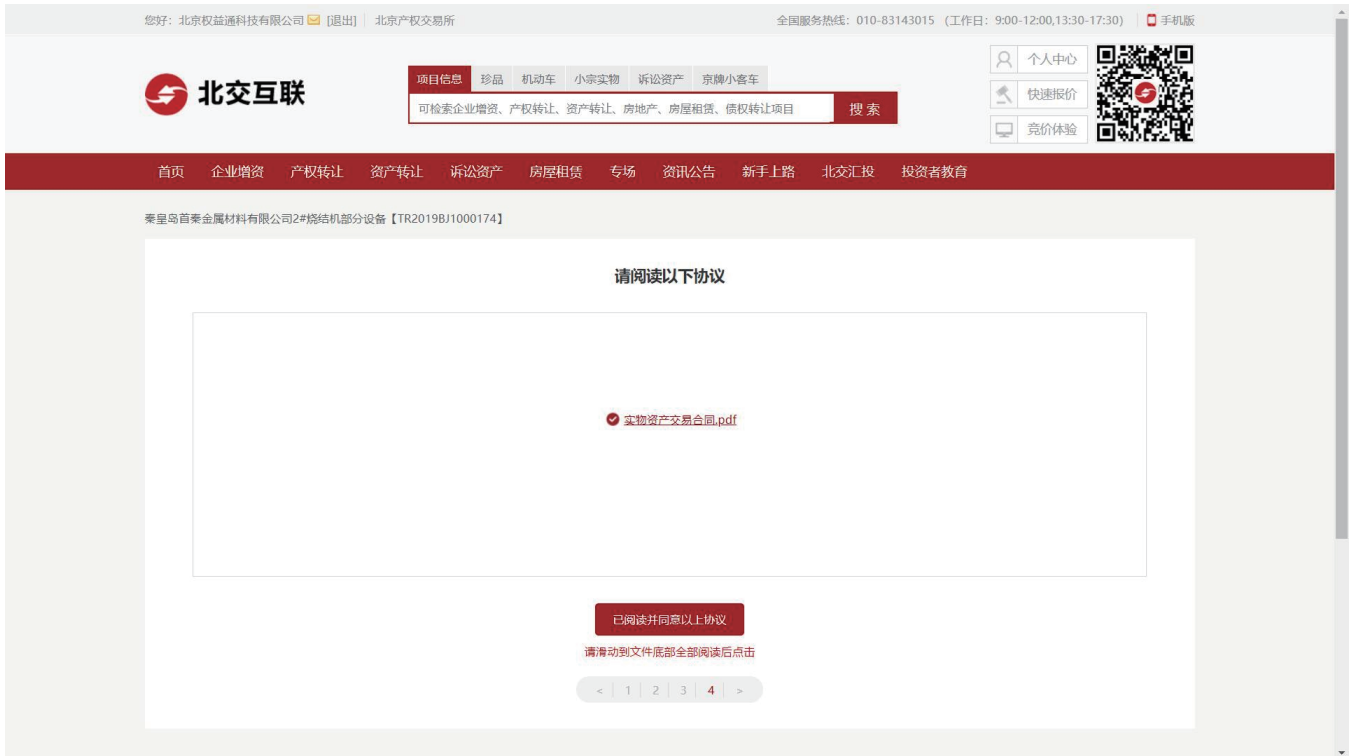 您好：北京权益通科技有限公司 [退出] 北京产权交易所 全国服务热线：010-83143015 （工作日：9:00-12:00,13:30-17:30） 手机版
北交互联
项目信息 珍品 机动车 小宗实物 诉讼资产 京牌小客车
可检索企业增资、产权转让、资产转让、房地产、房屋租赁、债权转让项目 搜 索
个人中心
快速报价
竞价体验
首页 企业增资 产权转让 资产转让 诉讼资产 房屋租赁 专场 资讯公告 新手上路 北交汇投 投资者教育
秦皇岛首秦金属材料有限公司2#烧结机部分设备【TR2019BJ1000174】
请阅读以下协议
实物资产交易合同.pdf
已阅读并同意以上协议
请滑动到文件底部全部阅读后点击
< 1 2 3 4 >